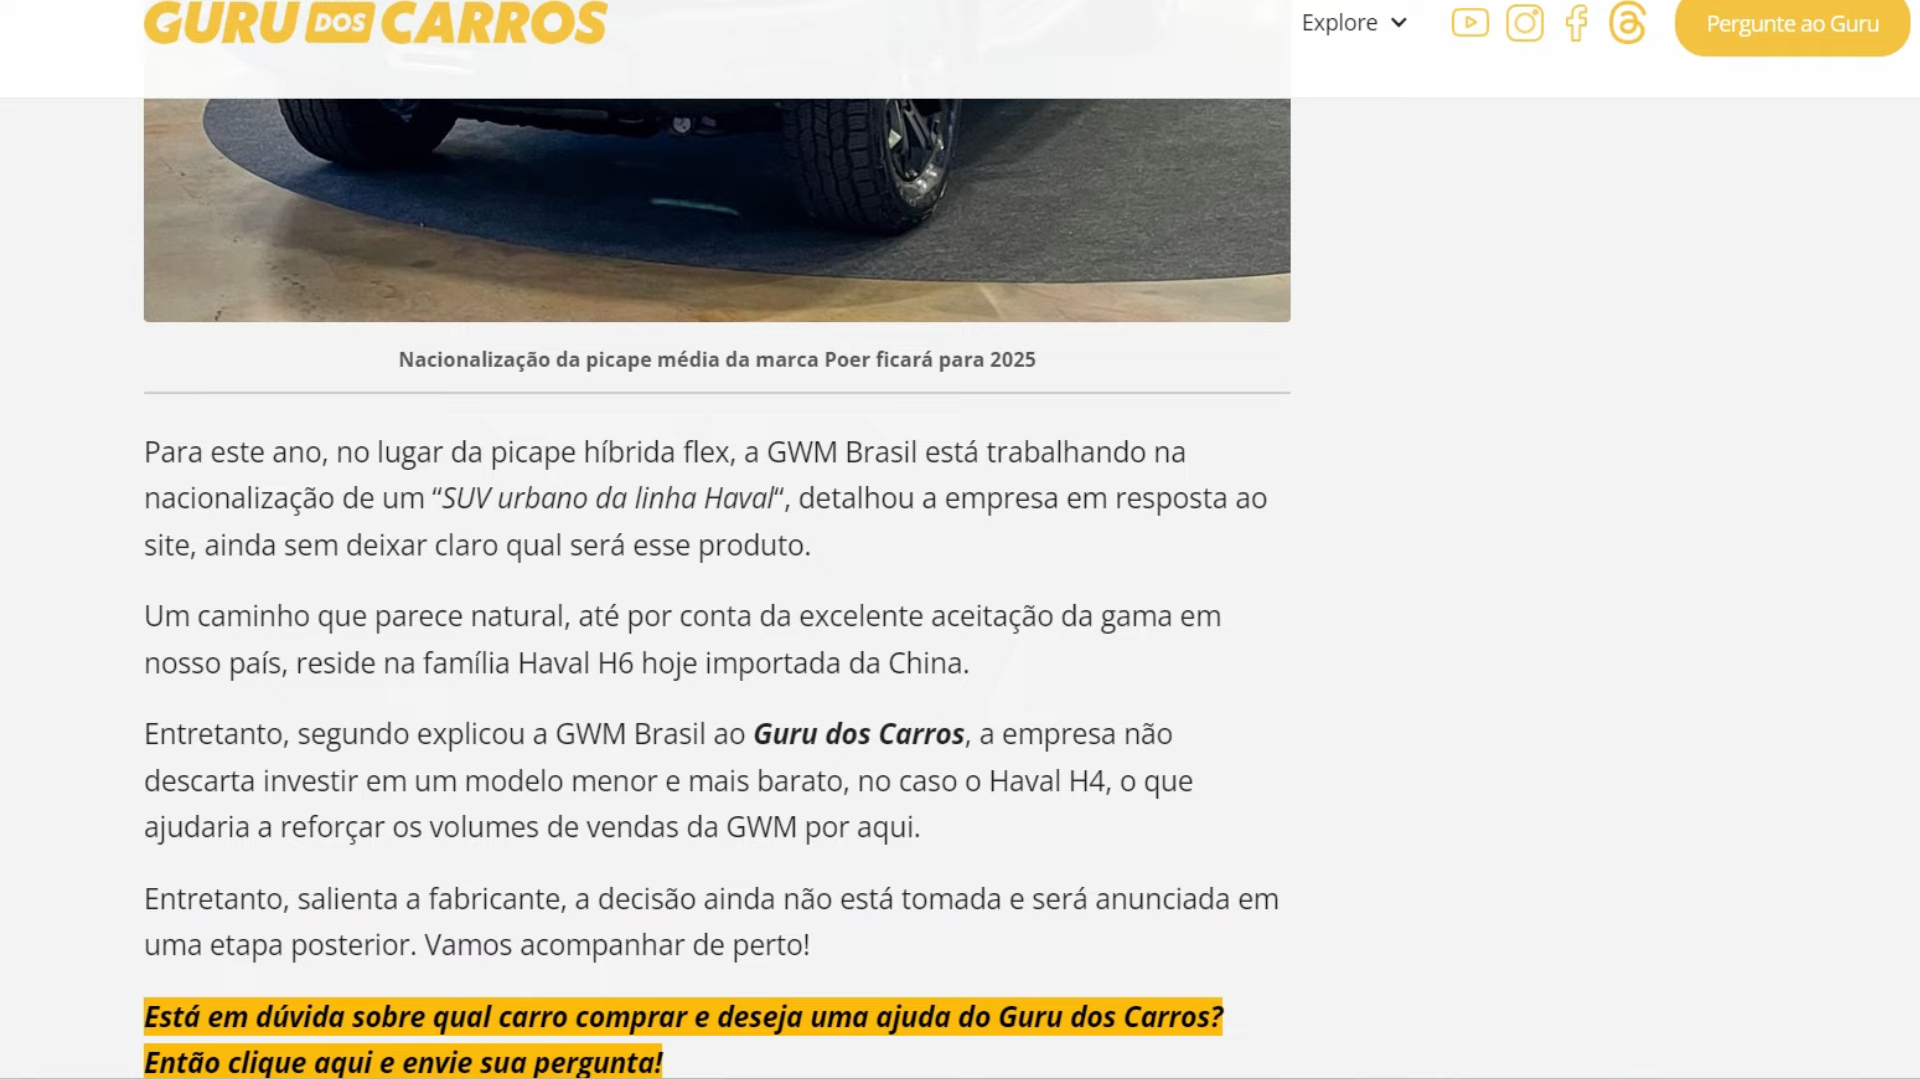 GURU DOS CARROS
Explore
Pergunte ao Guru
Nacionalização da picape média da marca Poer ficará para 2025
Para este ano, no lugar da picape híbrida flex, a GWM Brasil está trabalhando na
nacionalização de um “SUV urbano da linha Haval“, detalhou a empresa em resposta ao
site, ainda sem deixar claro qual será esse produto.
Um caminho que parece natural, até por conta da excelente aceitação da gama em
nosso país, reside na família Haval H6 hoje importada da China.
Entretanto, segundo explicou a GWM Brasil ao Guru dos Carros, a empresa não
descarta investir em um modelo menor e mais barato, no caso o Haval H4, o que
ajudaria a reforçar os volumes de vendas da GWM por aqui.
Entretanto, salienta a fabricante, a decisão ainda não está tomada e será anunciada em
uma etapa posterior. Vamos acompanhar de perto!
Está em dúvida sobre qual carro comprar e deseja uma ajuda do Guru dos Carros?
Então clique aqui e envie sua pergunta!